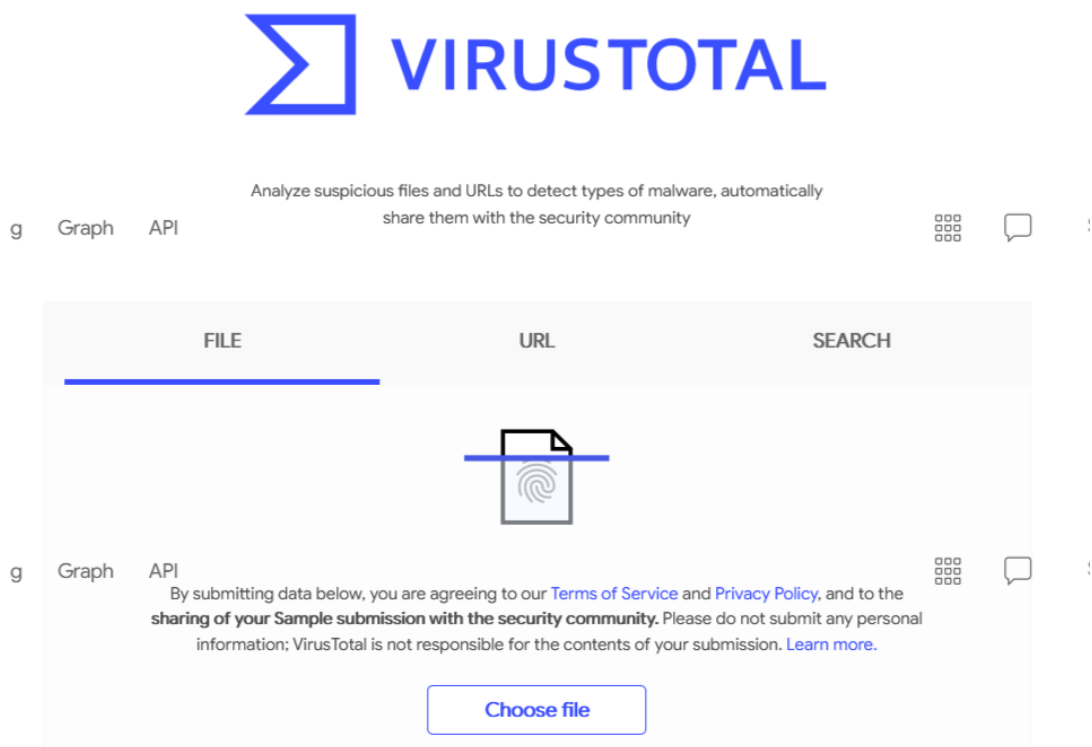 VIRUSTOTAL
Analyze suspicious files and URLs to detect types of malware, automatically
share them with the security community
g Graph API
FILE URL SEARCH
g Graph API
By submitting data below, you are agreeing to our Terms of Service and Privacy Policy, and to the
sharing of your Sample submission with the security community. Please do not submit any personal
information; VirusTotal is not responsible for the contents of your submission. Learn more.
Choose file